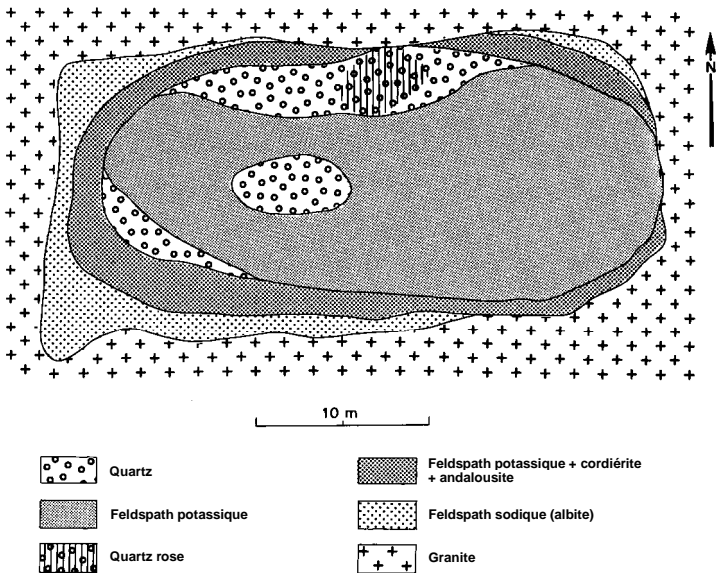 N
10 m
Quartz
Feldspath potassique
Quartz rose
Feldspath potassique + cordiérite
+ andalousite
Feldspath sodique (albite)
Granite